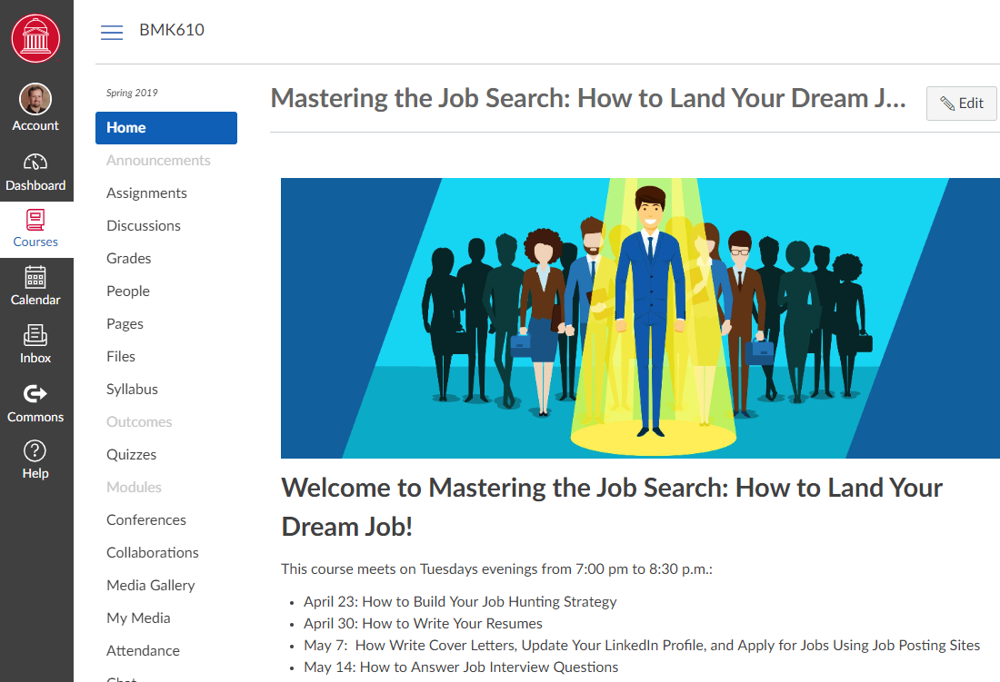 BMK610
Account
Dashboard
Courses
Calendar
Inbox
Commons
Help
Spring 2019
Home
Announcements
Assignments
Discussions
Grades
People
Pages
Files
Syllabus
Outcomes
Quizzes
Modules
Conferences
Collaborations
Media Gallery
My Media
Attendance
Chat
Mastering the Job Search: How to Land Your Dream J...
Edit
Welcome to Mastering the Job Search: How to Land Your
Dream Job!
This course meets on Tuesdays evenings from 7:00 pm to 8:30 p.m.:
• April 23: How to Build Your Job Hunting Strategy
• April 30: How to Write Your Resumes
• May 7:  How Write Cover Letters, Update Your LinkedIn Profile, and Apply for Jobs Using Job Posting Sites
• May 14: How to Answer Job Interview Questions